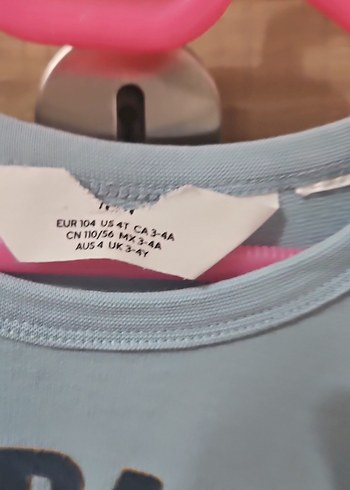 EUR 104 US 4T CA 3-4A
CN 110/56 MX 3-4A
AUS 4 UK 3-4Y